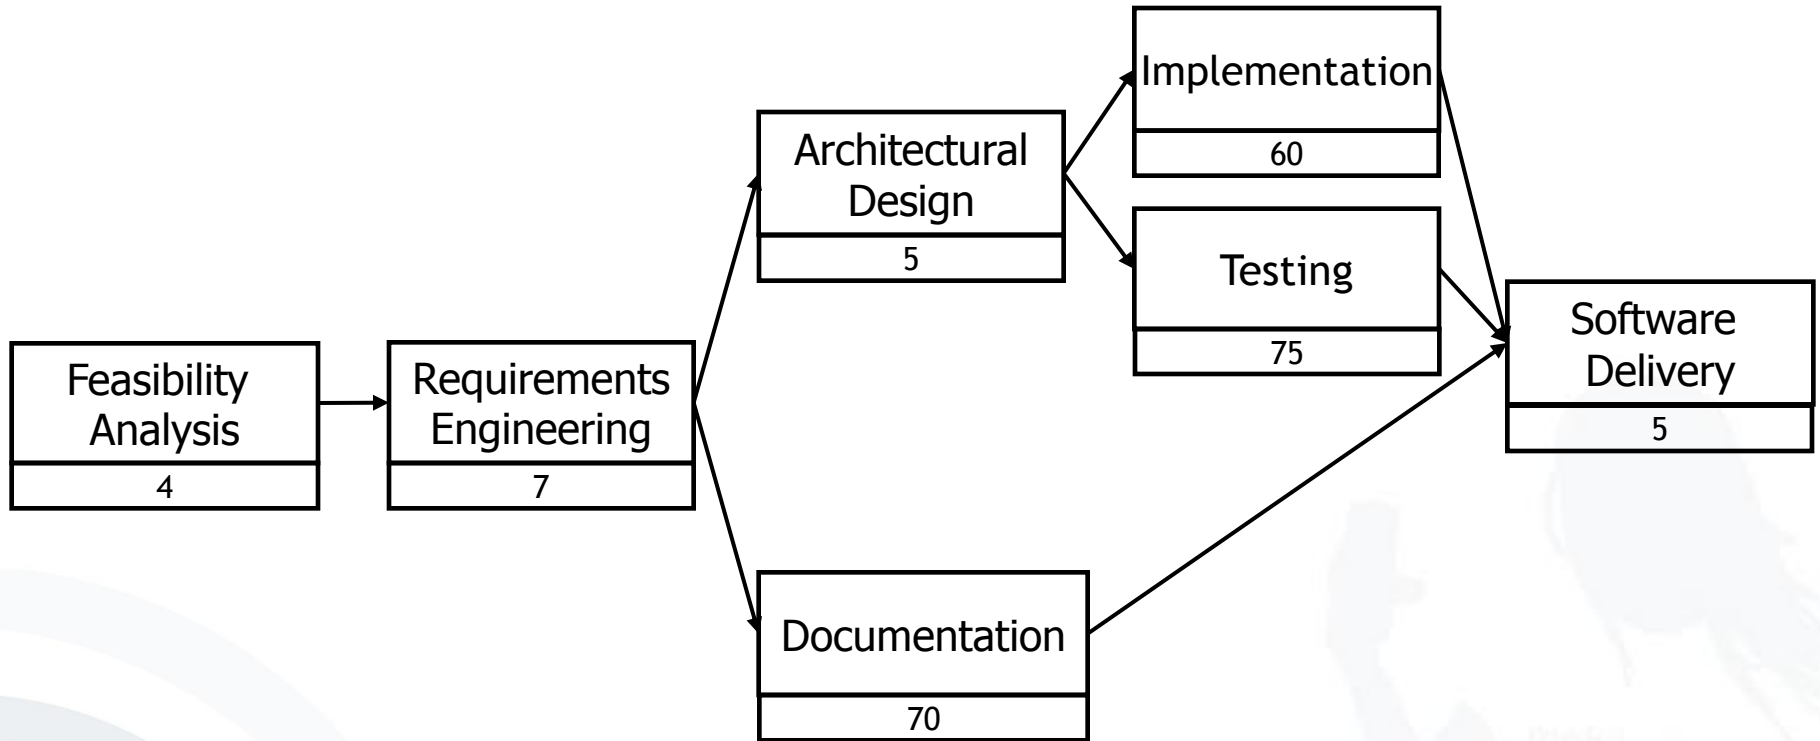 Feasibility
Analysis
4
Requirements
Engineering
7
Architectural
Design
5
Implementation
60
Testing
75
Documentation
70
Software
Delivery
5